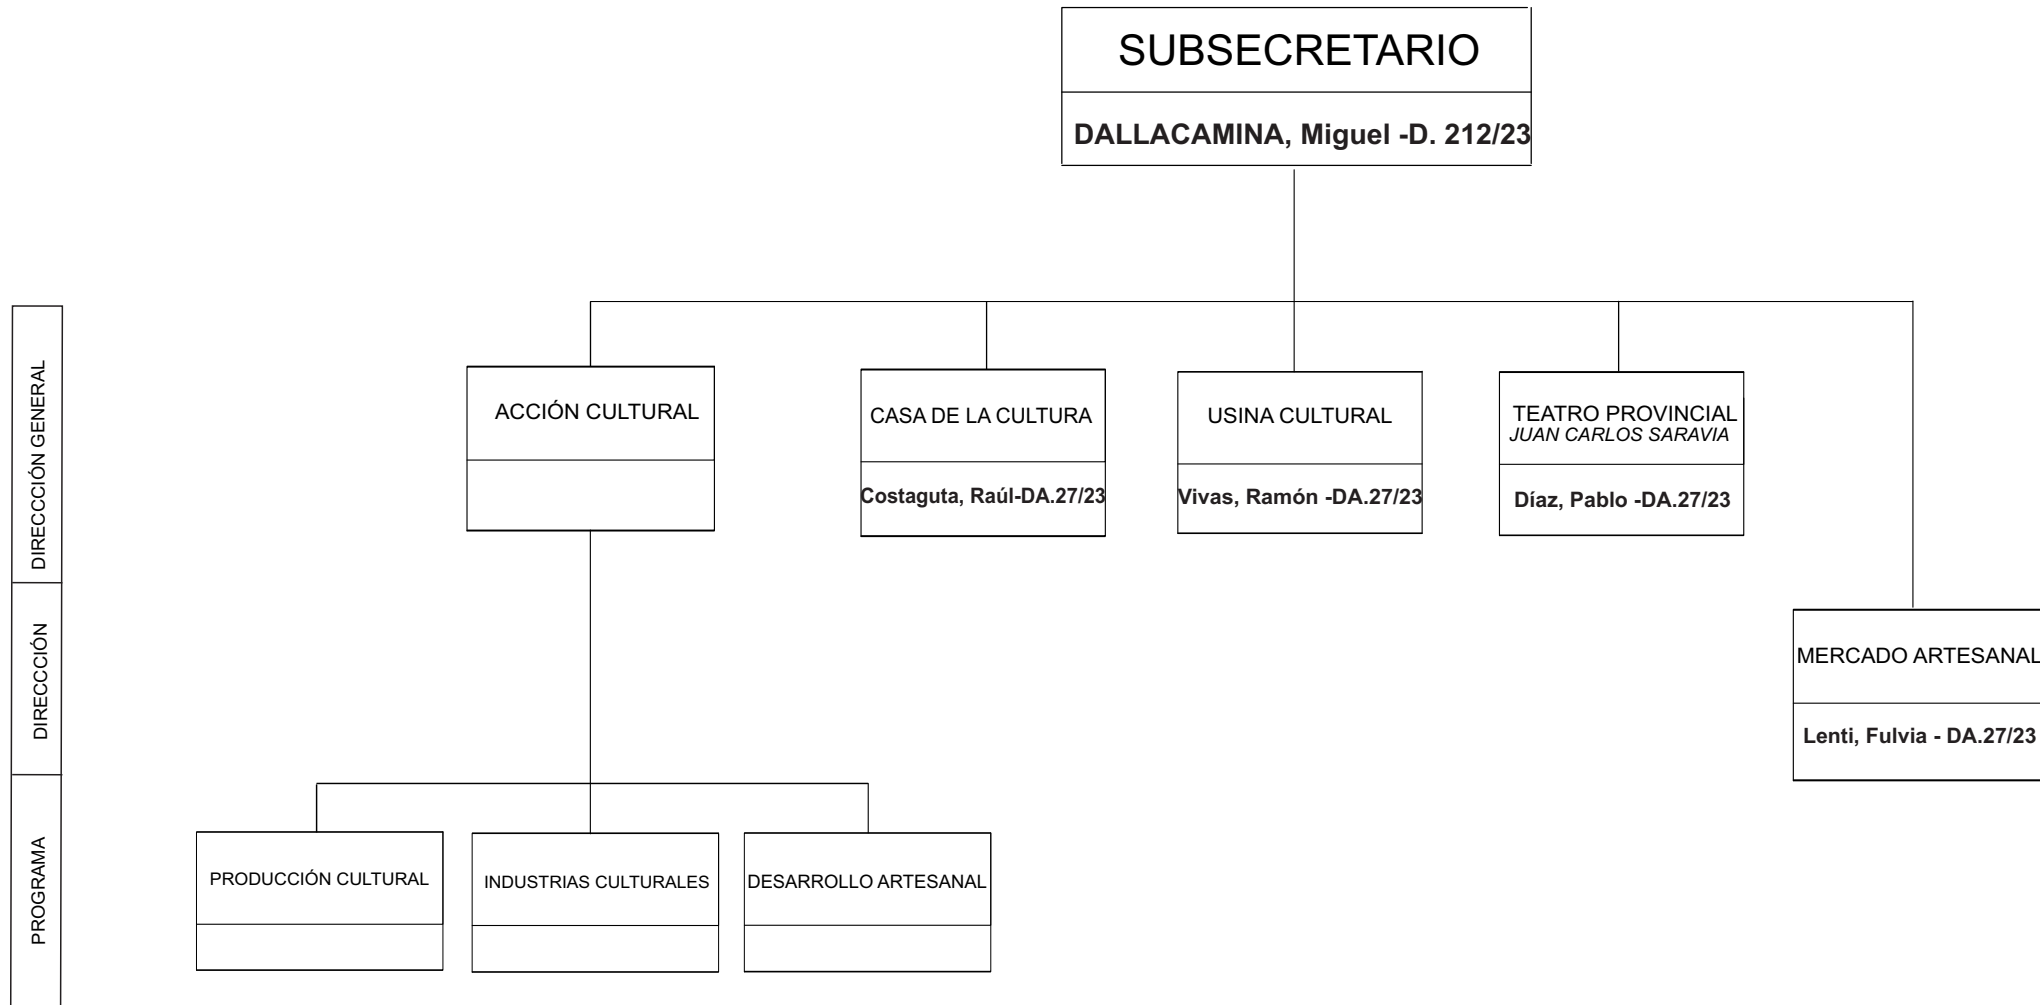 SUBSECRETARIO
DALLACAMINA, Miguel -D. 212/23
DIRECCCIÓN GENERAL
ACCIÓN CULTURAL
CASA DE LA CULTURA
Costaguta, Raúl-DA.27/23
USINA CULTURAL
Vivas, Ramón -DA.27/23
TEATRO PROVINCIAL
JUAN CARLOS SARAVIA
Díaz, Pablo -DA.27/23
DIRECCCIÓN
MERCADO ARTESANAL
Lenti, Fulvia - DA.27/23
PROGRAMA
PRODUCCIÓN CULTURAL
INDUSTRIAS CULTURALES
DESARROLLO ARTESANAL